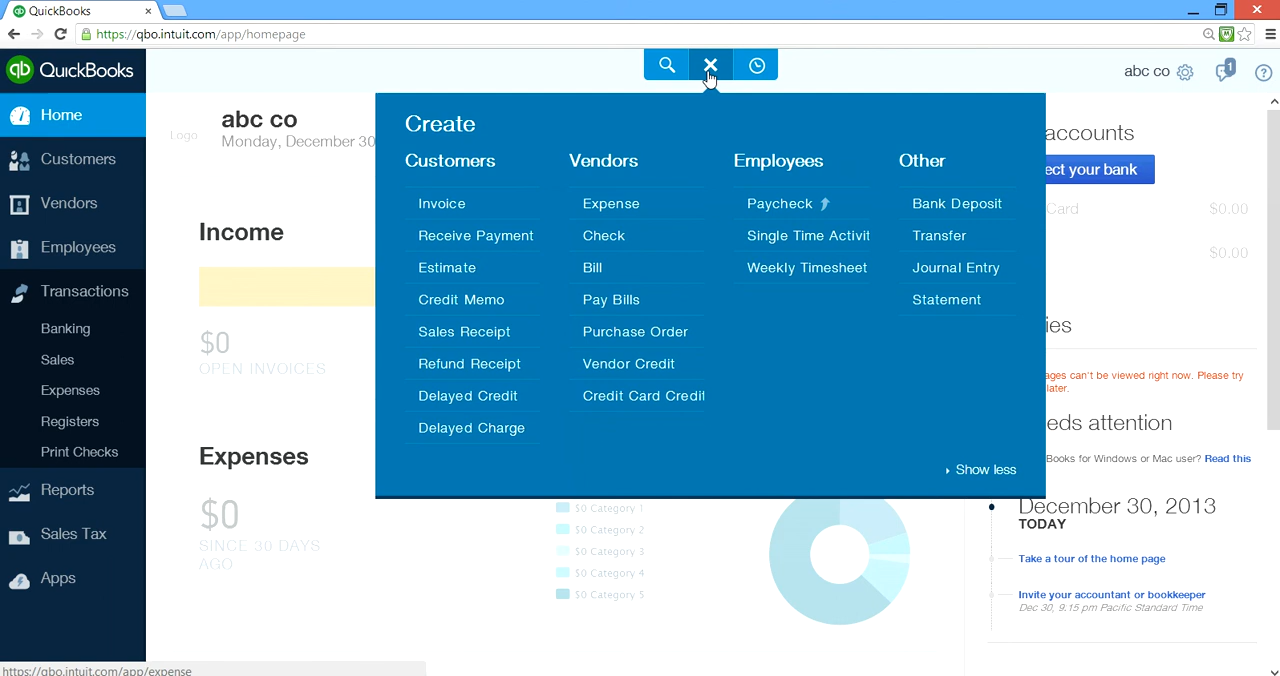 QuickBooks
https://qbo.intuit.com/app/homepage
qb QuickBooks
abc co
1
Home
Customers
Vendors
Employees
Transactions
Banking
Sales
Expenses
Registers
Print Checks
Reports
Sales Tax
Apps
Logo
abc co
Monday, December 30
Income
$0
OPEN INVOICES
Expenses
$0
SINCE 30 DAYS
AGO
Create
Customers
Invoice
Receive Payment
Estimate
Credit Memo
Sales Receipt
Refund Receipt
Delayed Credit
Delayed Charge
Vendors
Expense
Check
Bill
Pay Bills
Purchase Order
Vendor Credit
Credit Card Credit
Employees
Paycheck
Single Time Activit
Weekly Timesheet
Other
Bank Deposit
Transfer
Journal Entry
Statement
Show less
$0 Category 1
$0 Category 2
$0 Category 3
$0 Category 4
$0 Category 5
accounts
ect your bank
Card $0.00
$0.00
ies
ages can't be viewed right now. Please try
later.
eds attention
Books for Windows or Mac user? Read this
December 30, 2013
TODAY
Take a tour of the home page
Invite your accountant or bookkeeper
Dec 30, 9.15 pm Pacific Standard Time
https://qbo.intuit.com/app/expense